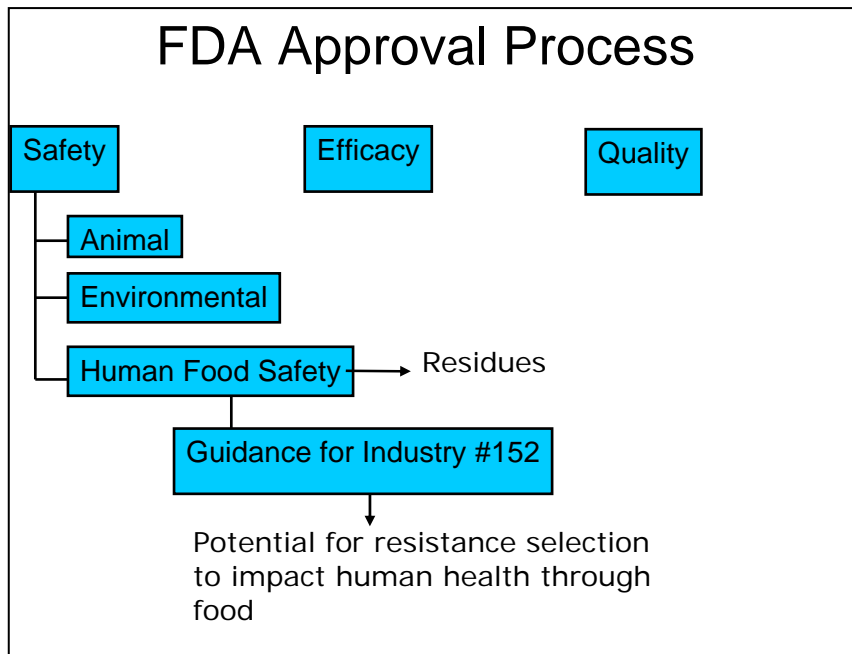 FDA Approval Process
Safety
Efficacy
Quality
Animal
Environmental
Human Food Safety
Residues
Guidance for Industry #152
Potential for resistance selection
to impact human health through
food